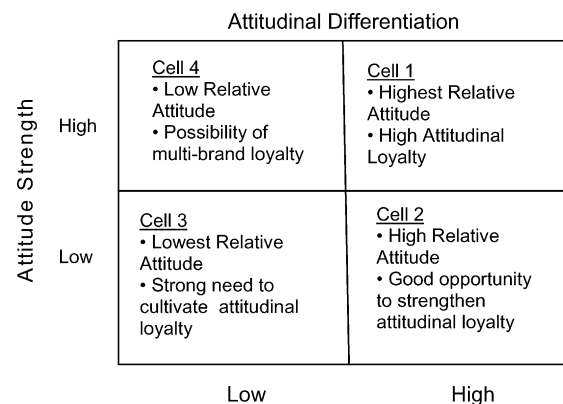 Attitudinal Differentiation
Attitude Strength
High
Cell 4
• Low Relative
Attitude
• Possibility of
multi-brand loyalty
Cell 1
• Highest Relative
Attitude
• High Attitudinal
Loyalty
Low
Cell 3
• Lowest Relative
Attitude
• Strong need to
cultivate attitudinal
loyalty
Cell 2
• High Relative
Attitude
• Good opportunity
to strengthen
attitudinal loyalty
Low
High